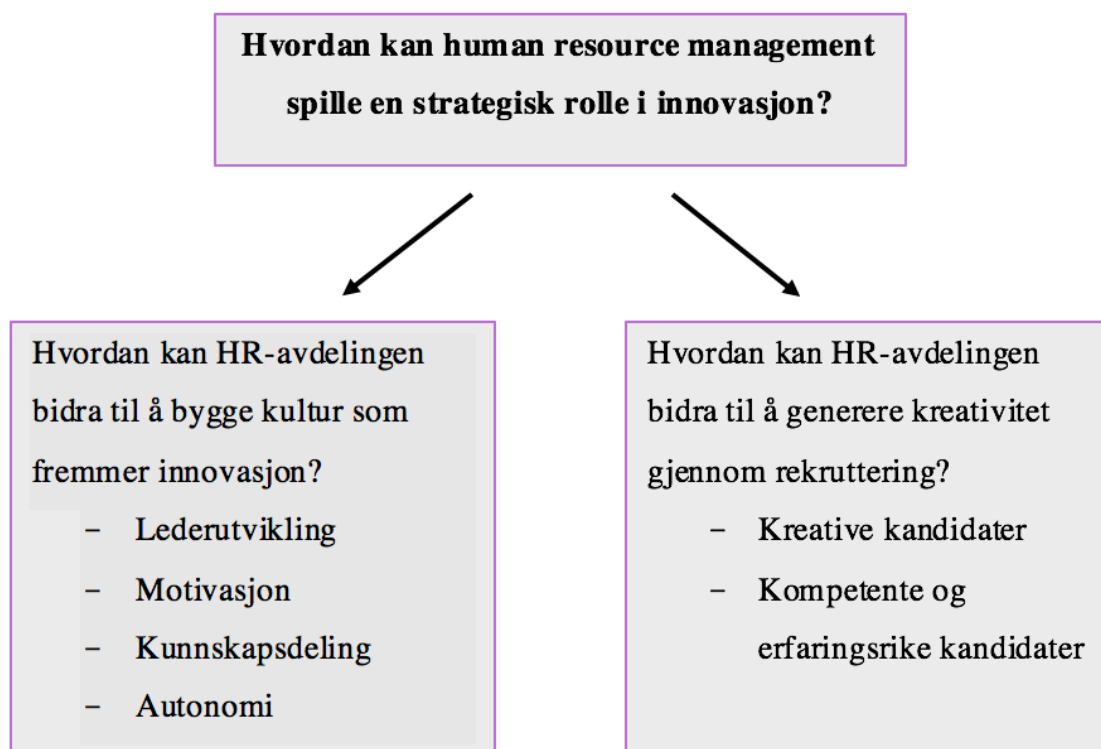 Hvordan kan human resource management
spille en strategisk rolle i innovasjon?
Hvordan kan HR-avdelingen
bidra til å bygge kultur som
fremmer innovasjon?
– Lederutvikling
– Motivasjon
– Kunnskapsdeling
– Autonomi
Hvordan kan HR-avdelingen
bidra til å generere kreativitet
gjennom rekruttering?
– Kreative kandidater
– Kompetente og
erfaringsrike kandidater